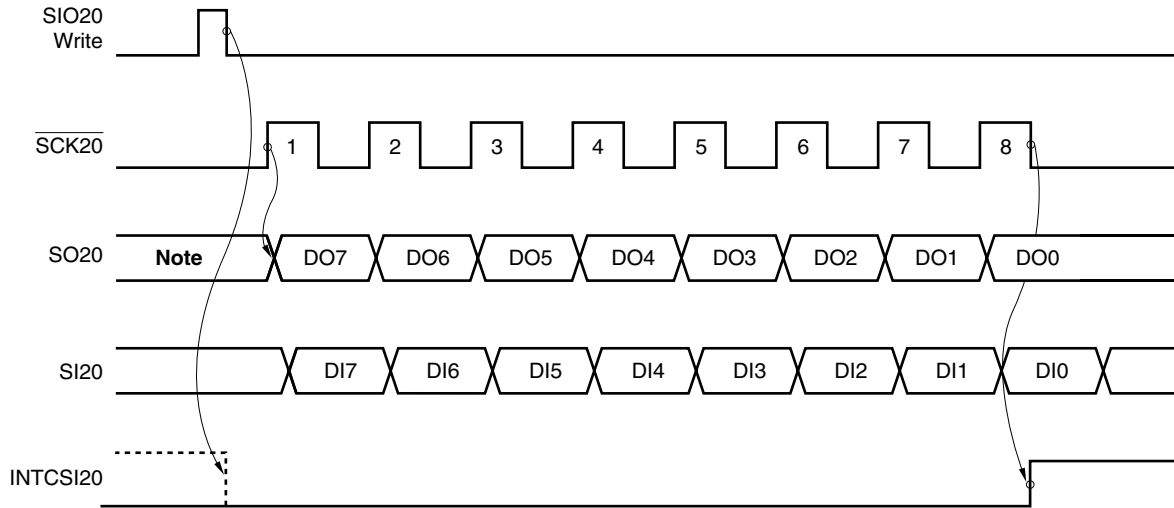 SIO20
Write
SCK20
1 2 3 4 5 6 7 8
SO20 Note DO7 DO6 DO5 DO4 DO3 DO2 DO1 DO0
SI20 DI7 DI6 DI5 DI4 DI3 DI2 DI1 DI0
INTCSI20